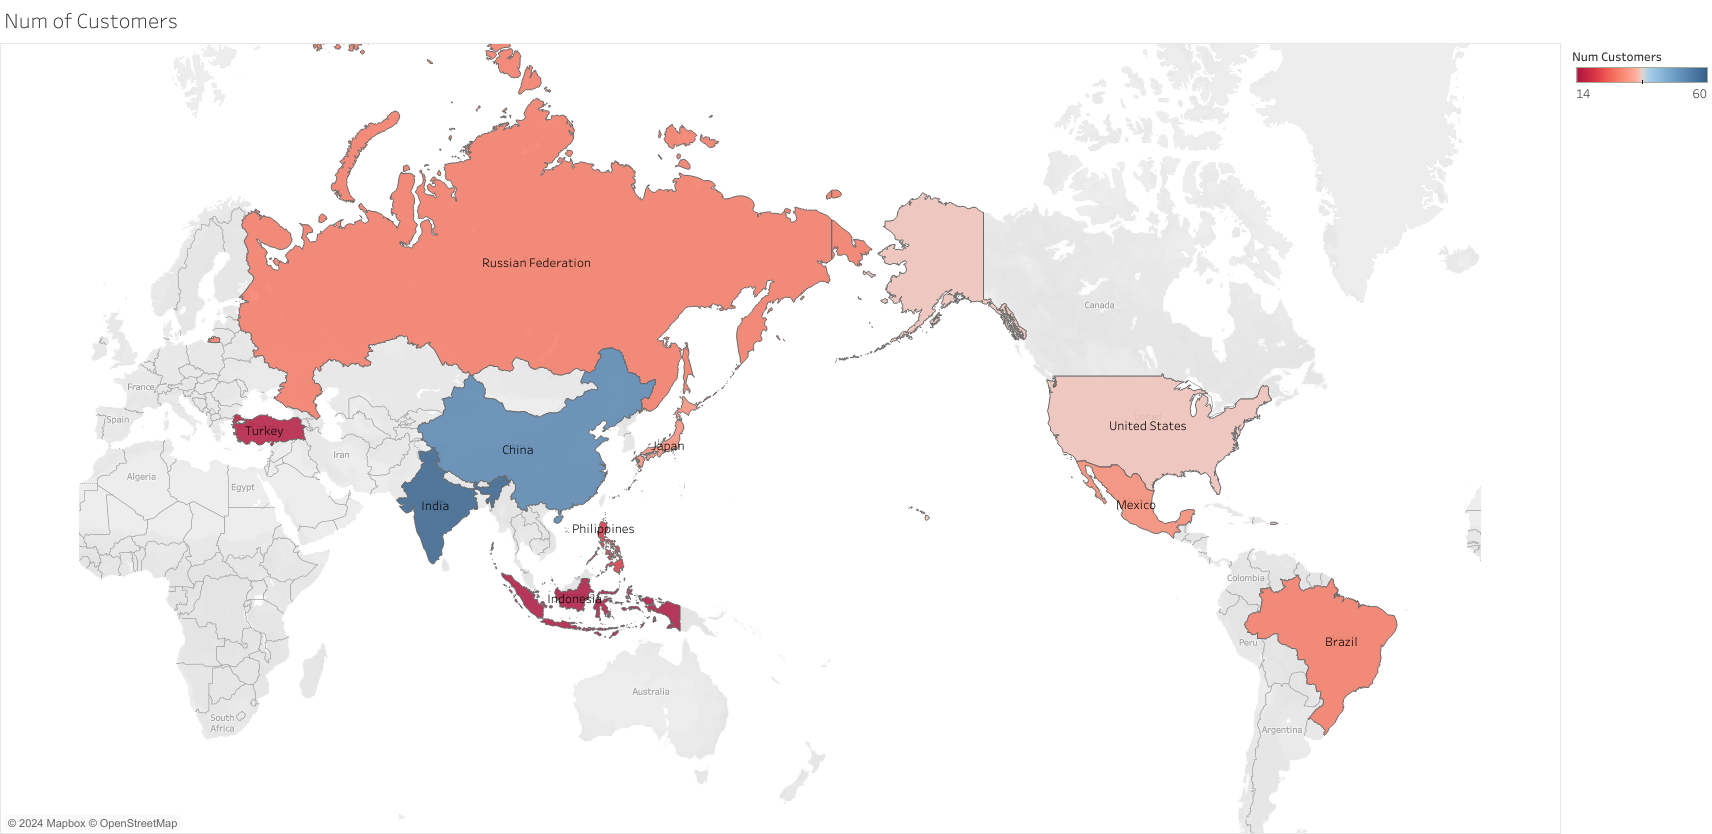 Num of Customers
Num Customers
14
60
Russian Federation
Canada
France
Spain
Turkey
United
United States
Japan
China
Iran
Algeria
Egypt
India
Mexico
Philippines
Colombia
Indonesia
Peru
Brazil
Australia
South
Africa
Argentina
© 2024 Mapbox © OpenStreetMap